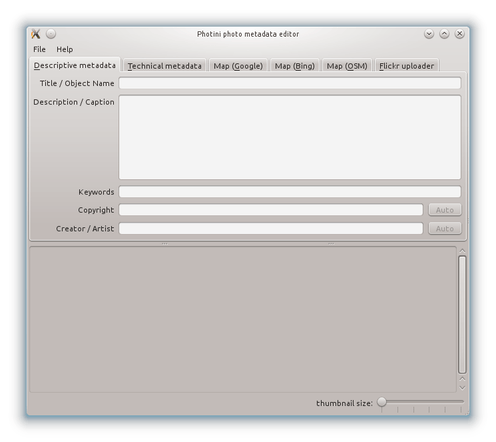 Photini photo metadata editor
File Help
Descriptive metadata Technical metadata Map (Google) Map (Bing) Map (OSM) Flickr uploader
Title / Object Name
Description / Caption
Keywords
Copyright Auto
Creator / Artist Auto
thumbnail size: